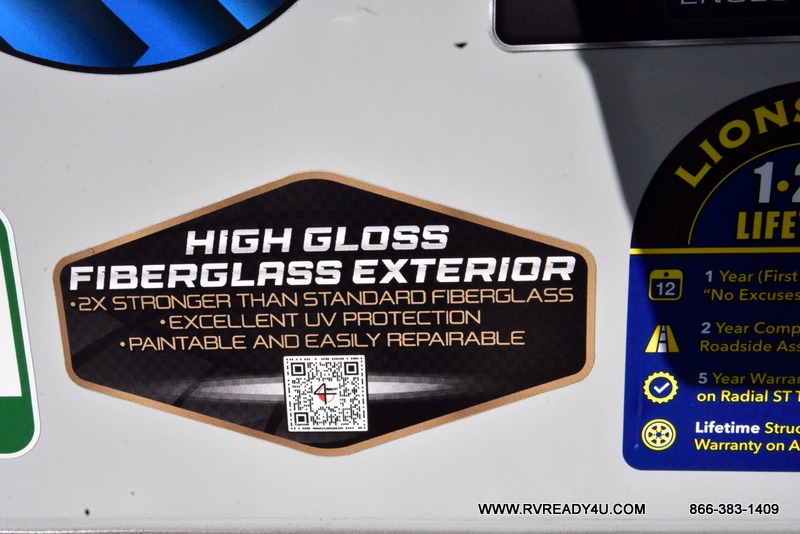 HIGH GLOSS
FIBERGLASS EXTERIOR
•2X STRONGER THAN STANDARD FIBERGLASS
•EXCELLENT UV PROTECTION
•PAINTABLE AND EASILY REPAIRABLE
LIONS
1•2
LIFE
12
1 Year (First
"No Excuses
2 Year Comp
Roadside Ass
5 Year Warran
on Radial ST T
Lifetime Struc
Warranty on A
WWW.RVREADY4U.COM 866-383-1409